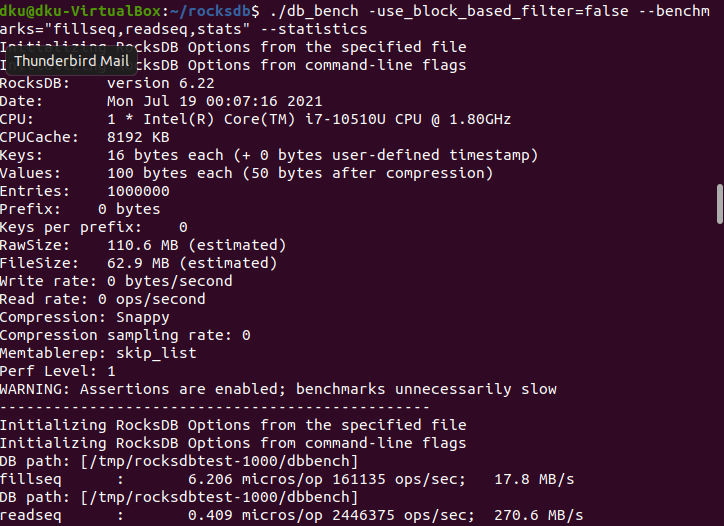 dku@dku-VirtualBox:~/rocksdb$ ./db_bench -use_block_based_filter=false --benchm
arks="fillseq,readseq,stats" --statistics
Initializing RocksDB Options from the specified file
Thunderbird Mail
RocksDB Options from command-line flags
RocksDB:    version 6.22
Date:       Mon Jul 19 00:07:16 2021
CPU:        1 * Intel(R) Core(TM) i7-10510U CPU @ 1.80GHz
CPUCache:   8192 KB
Keys:       16 bytes each (+ 0 bytes user-defined timestamp)
Values:     100 bytes each (50 bytes after compression)
Entries:    1000000
Prefix:    0 bytes
Keys per prefix:    0
RawSize:    110.6 MB (estimated)
FileSize:   62.9 MB (estimated)
Write rate: 0 bytes/second
Read rate: 0 ops/second
Compression: Snappy
Compression sampling rate: 0
Memtablerep: skip_list
Perf Level: 1
WARNING: Assertions are enabled; benchmarks unnecessarily slow
------------------------------------------------
Initializing RocksDB Options from the specified file
Initializing RocksDB Options from command-line flags
DB path: [/tmp/rocksdbtest-1000/dbbench]
fillseq      :       6.206 micros/op 161135 ops/sec;   17.8 MB/s
DB path: [/tmp/rocksdbtest-1000/dbbench]
readseq      :       0.409 micros/op 2446375 ops/sec;  270.6 MB/s